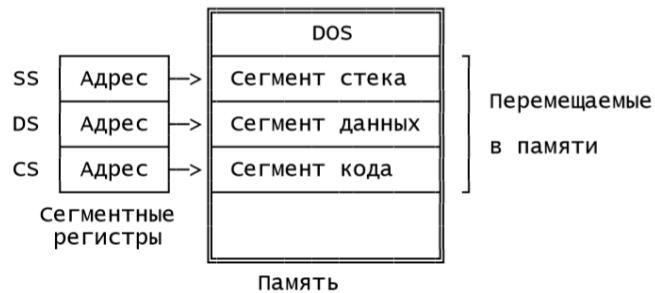 DOS
SS Адрес Сегмент стека
DS Адрес Сегмент данных
CS Адрес Сегмент кода
Перемещаемые
в памяти
Сегментные
регистры
Память